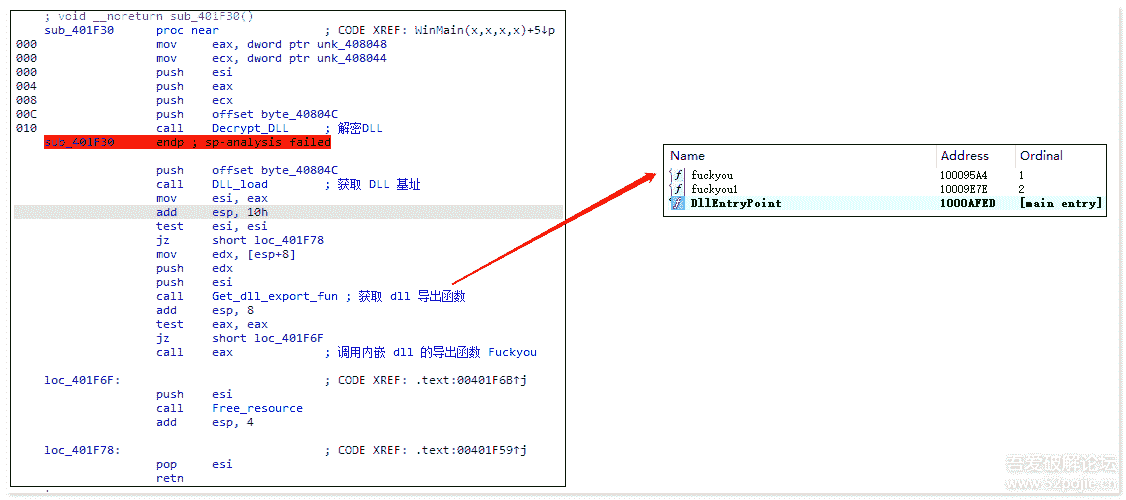 ; void __noreturn sub_401F30()
sub_401F30 proc near ; CODE XREF: WinMain(x,x,x,x)+5↓p
000 mov eax, dword ptr unk_408048
000 mov ecx, dword ptr unk_408044
000 push esi
004 push eax
008 push ecx
00C push offset byte_40804C
010 call Decrypt_DLL ; 解密DLL
sub_401F30 endp ; sp-analysis failed
push offset byte_40804C
call DLL_load ; 获取 DLL 基址
mov esi, eax
add esp, 10h
test esi, esi
jz short loc_401F78
mov edx, [esp+8]
push edx
push esi
call Get_dll_export_fun ; 获取 dll 导出函数
add esp, 8
test eax, eax
jz short loc_401F6F
call eax ; 调用内嵌 dll 的导出函数 Fuckyou
loc_401F6F: ; CODE XREF: .text:00401F6B↑j
push esi
call Free_resource
add esp, 4
loc_401F78: ; CODE XREF: .text:00401F59↑j
pop esi
retn
Name Address Ordinal
fuckyou 100095A4 1
fuckyou1 10009E7E 2
DllEntryPoint 1000AFED [main entry]
吾爱破解论坛
www.52pojie.cn